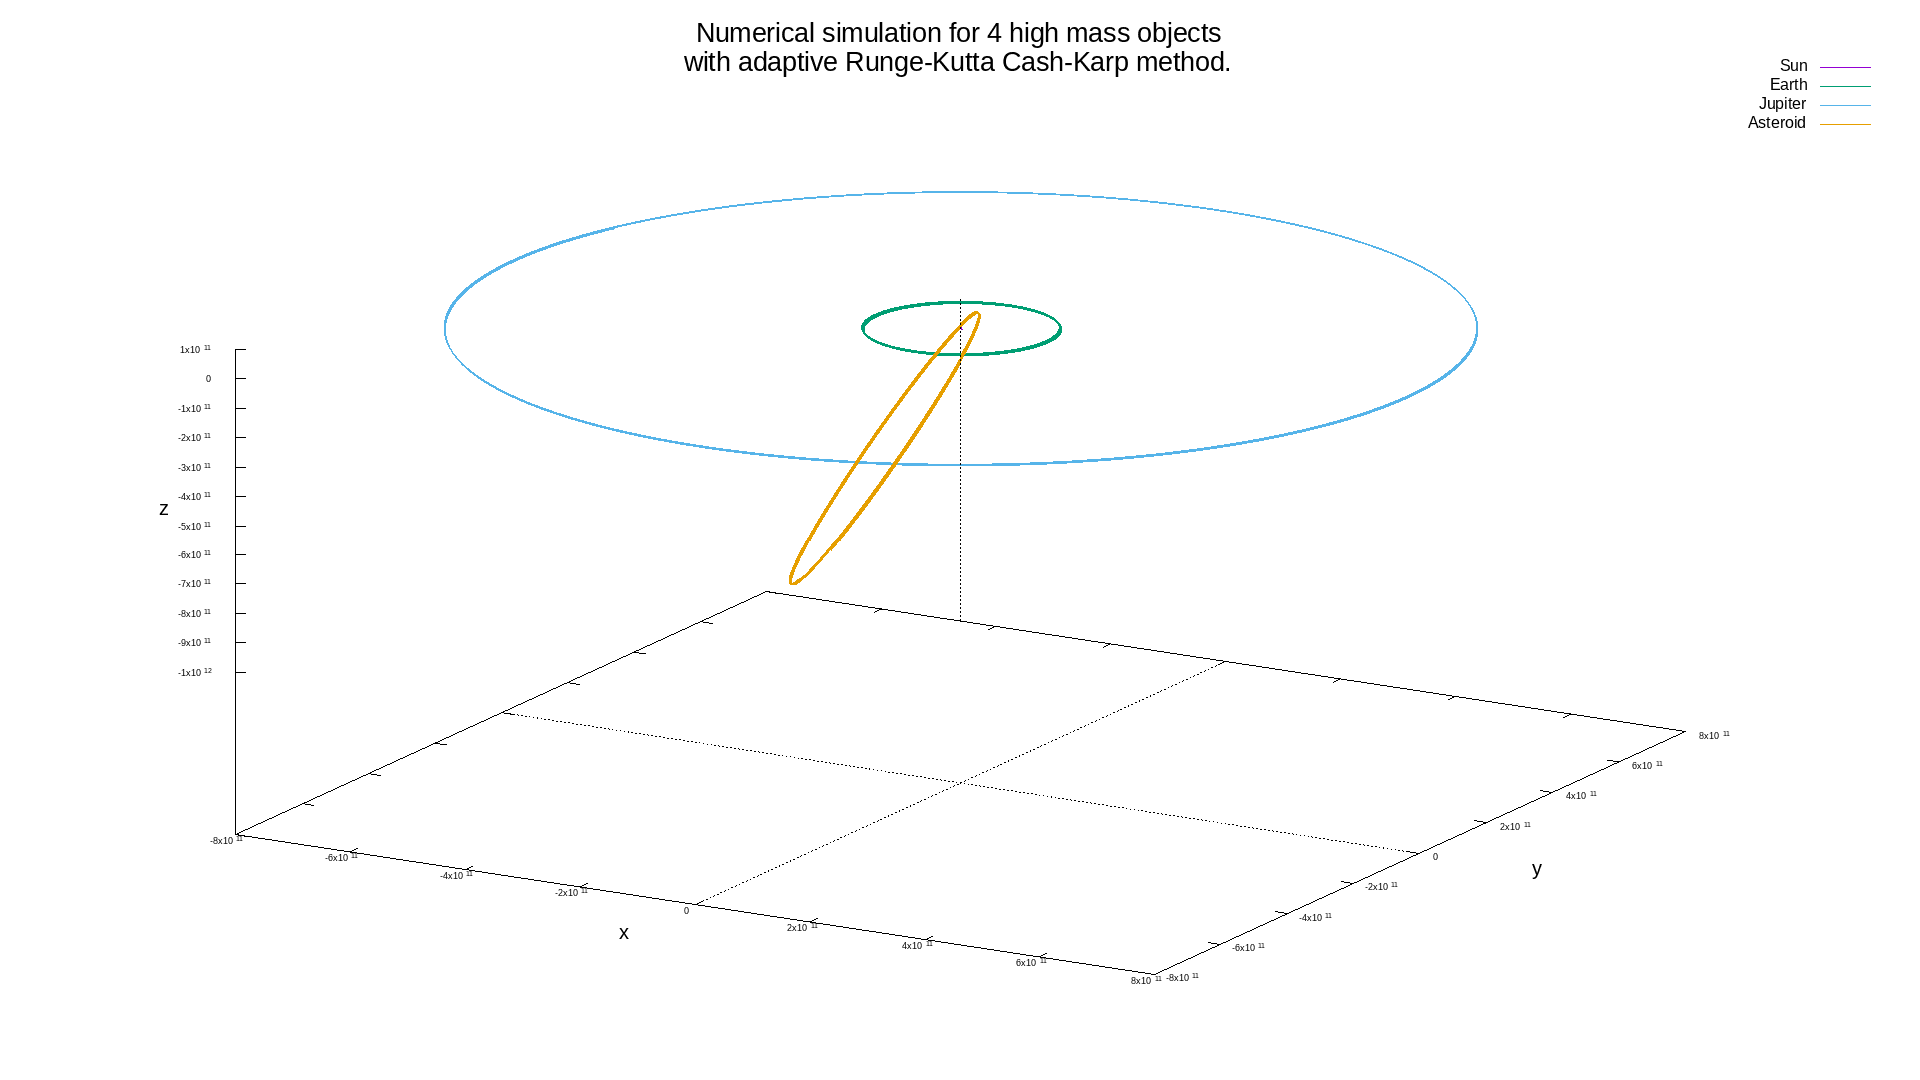 Numerical simulation for 4 high mass objects
with adaptive Runge-Kutta Cash-Karp method.
Sun
Earth
Jupiter
Asteroid
1x10 11
0
-1x10 11
-2x10 11
-3x10 11
-4x10 11
z
-5x10 11
-6x10 11
-7x10 11
-8x10 11
-9x10 11
-1x10 12
-8x10 11
-6x10 11
-4x10 11
-2x10 11
0
2x10 11
4x10 11
6x10 11
8x10 11
x
-8x10 11
-6x10 11
-4x10 11
-2x10 11
0
2x10 11
4x10 11
6x10 11
8x10 11
y